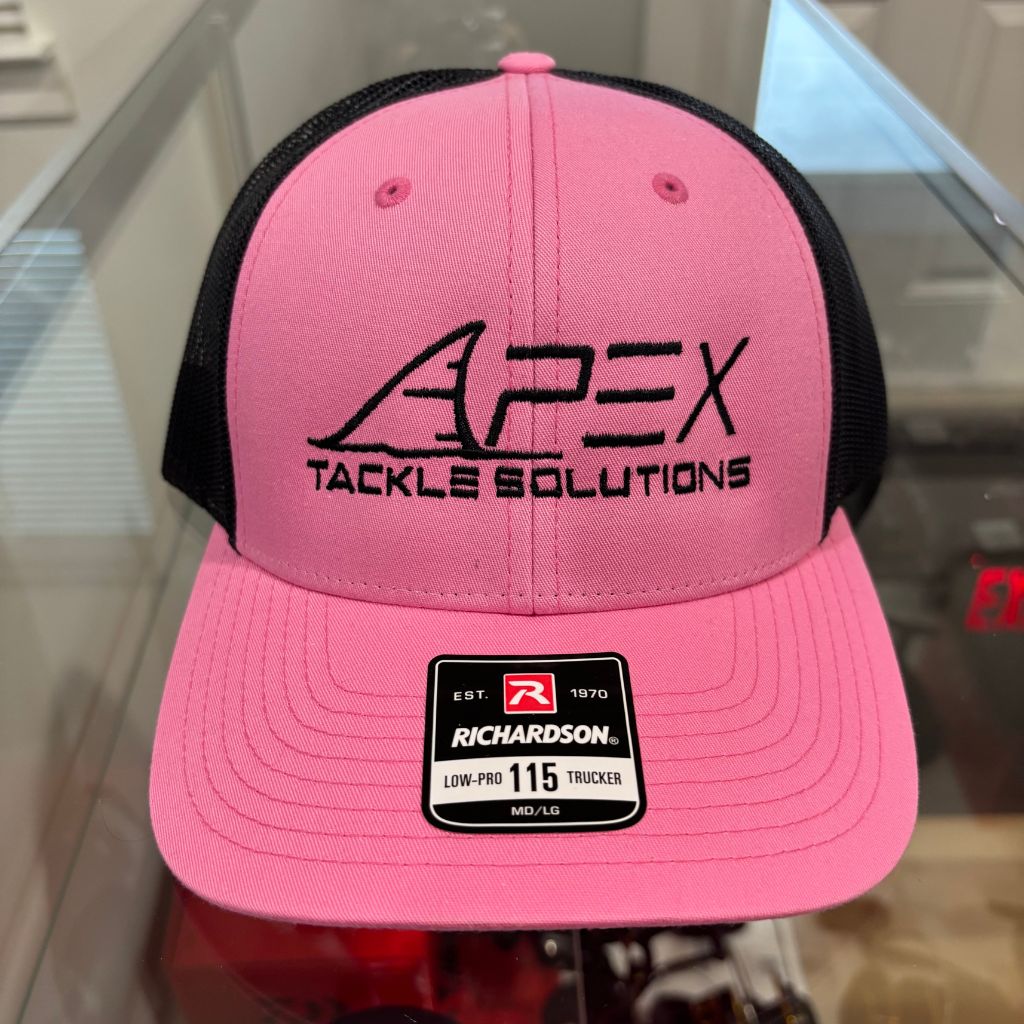 APEX
TACKLE SOLUTIONS
EST. R 1970
RICHARDSON®
LOW-PRO 115 TRUCKER
MD/LG